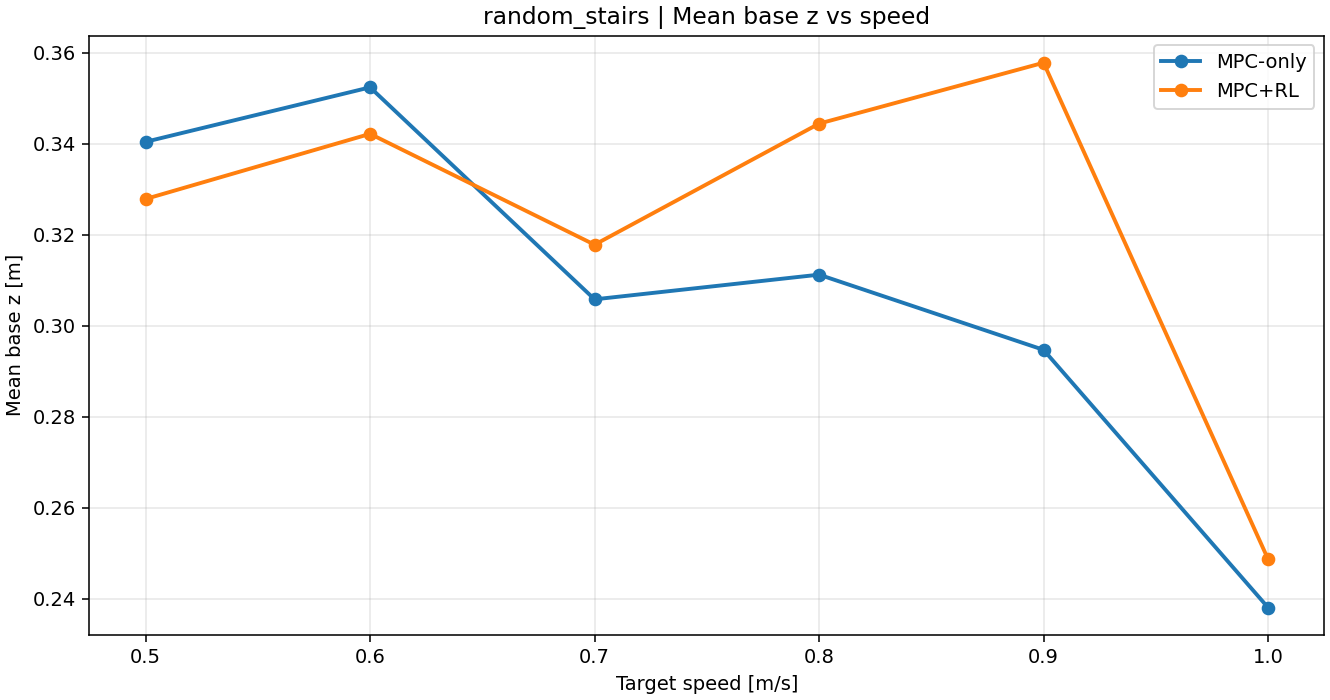 random_stairs | Mean base z vs speed
MPC-only
MPC+RL
Mean base z [m]
0.36
0.34
0.32
0.30
0.28
0.26
0.24
0.5 0.6 0.7 0.8 0.9 1.0
Target speed [m/s]